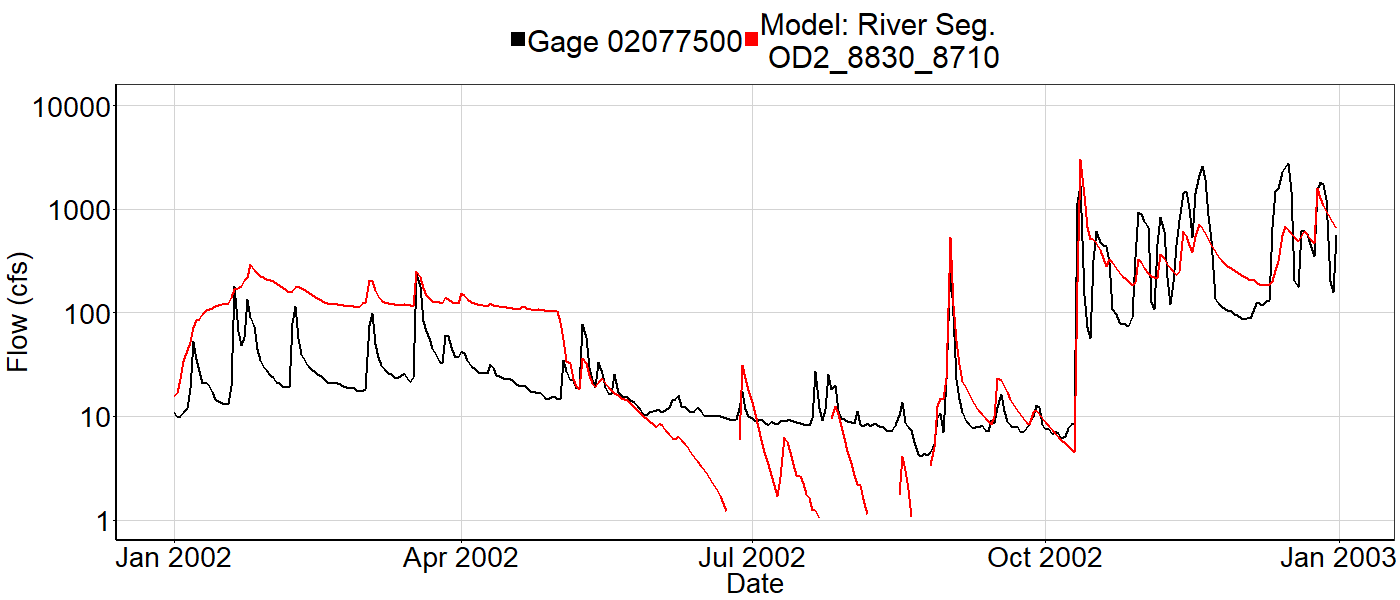 Gage 02077500
Model: River Seg.
OD2_8830_8710
10000
1000
100
10
1
Flow (cfs)
Jan 2002
Apr 2002
Jul 2002
Oct 2002
Jan 2003
Date